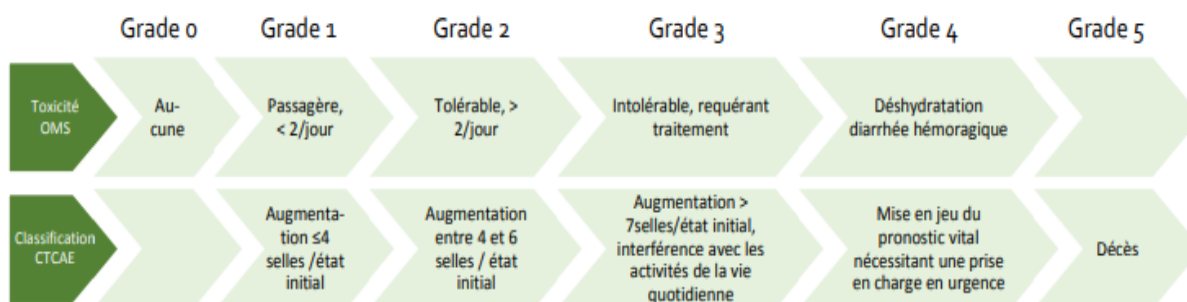 Grade 0 Grade 1 Grade 2 Grade 3 Grade 4 Grade 5
Toxicité
OMS
Au-
cune
Passagère,
< 2/jour
Tolérable, >
2/jour
Intolérable, requérant
traitement
Déshydratation
diarrhée hémoragique
Classification
CTCAE
Augmenta-
tion ≤4
selles /état
initial
Augmentation
entre 4 et 6
selles / état
initial
Augmentation >
7selles/état initial,
interférence avec les
activités de la vie
quotidienne
Mise en jeu du
pronostic vital
nécessitant une prise
en charge en urgence
Décès